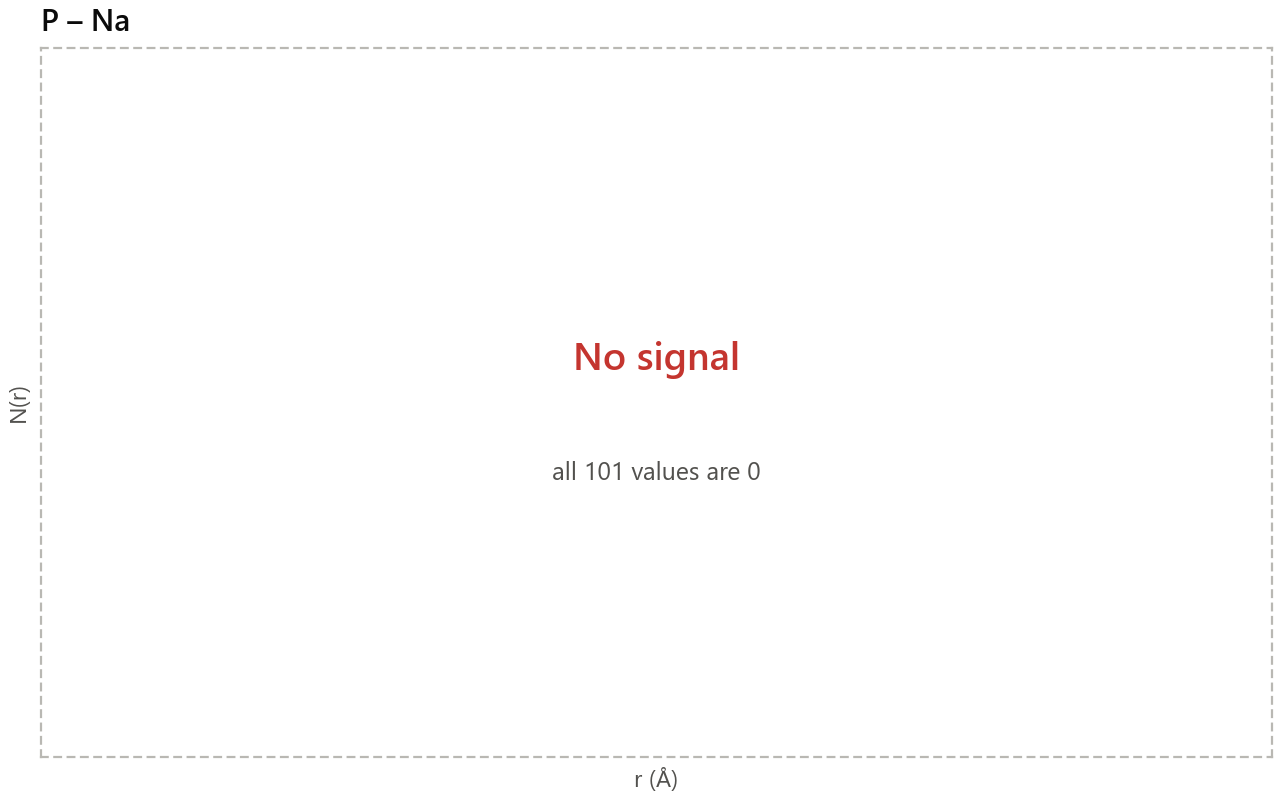 P – Na
N(r)
No signal
all 101 values are 0
r (Å)